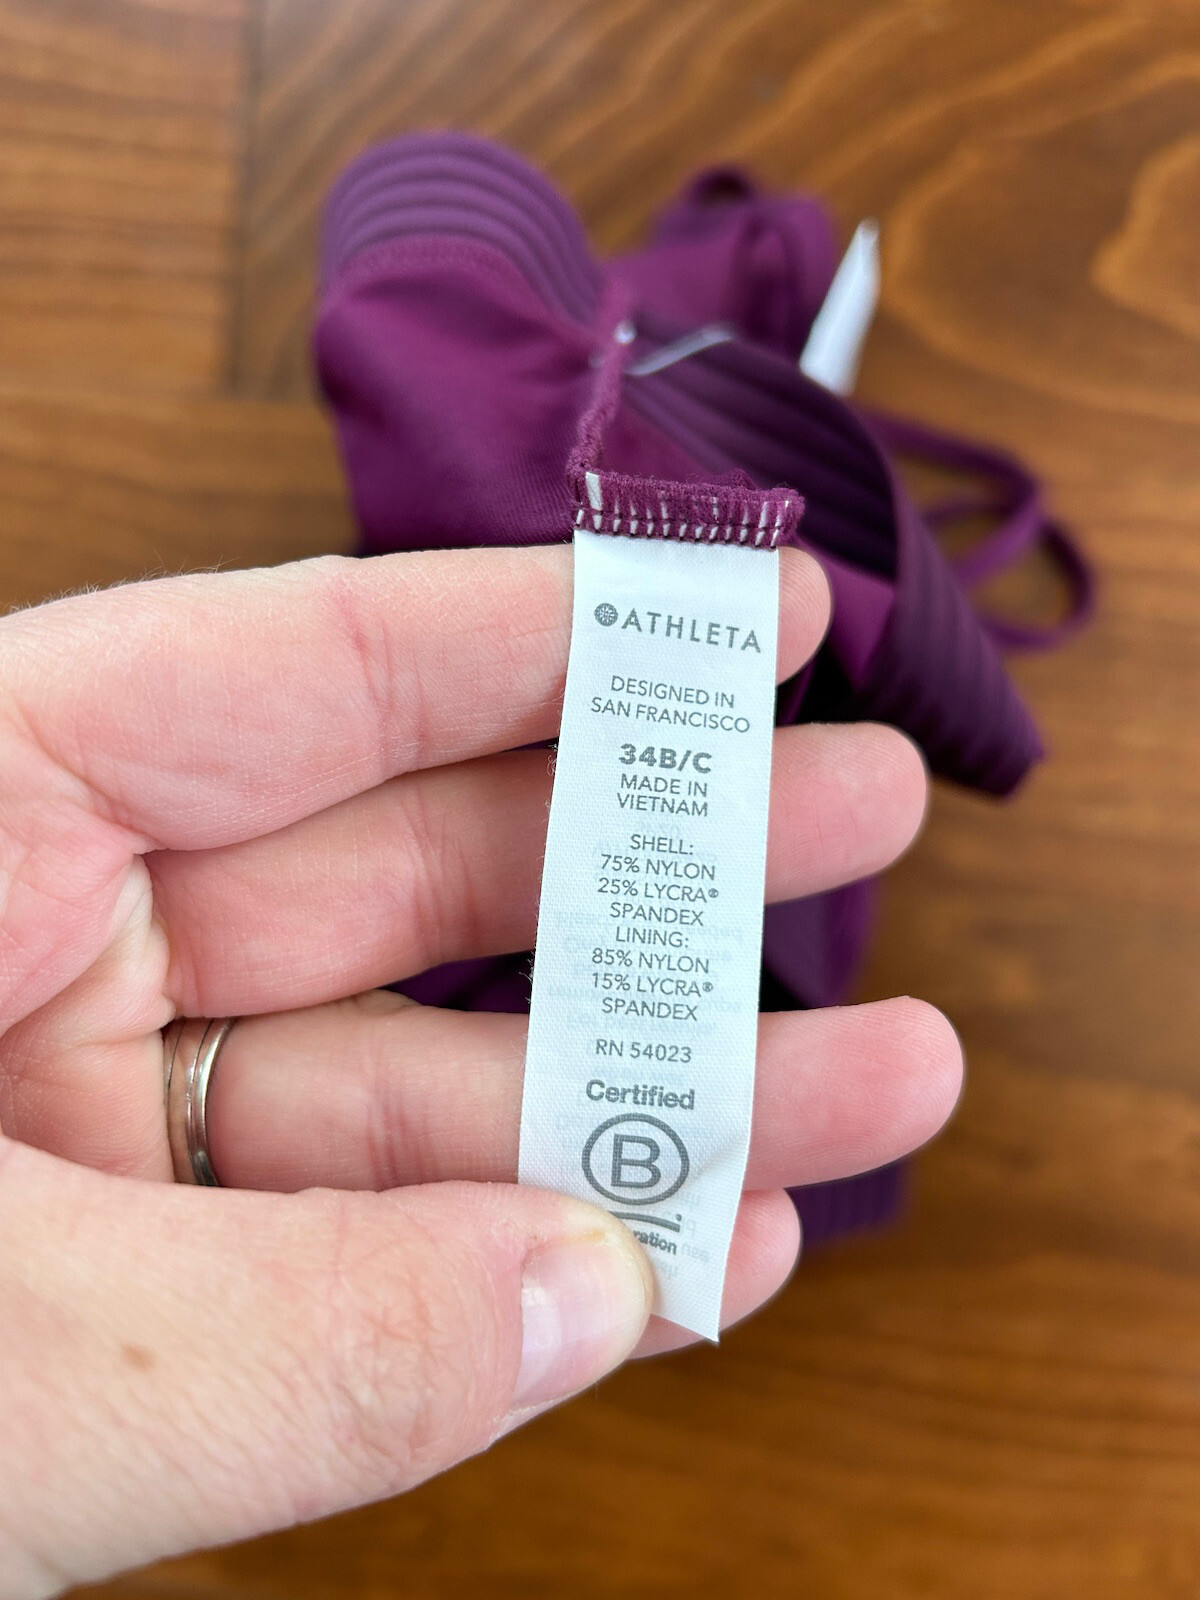 ATHLETA
DESIGNED IN
SAN FRANCISCO
34B/C
MADE IN
VIETNAM
SHELL:
75% NYLON
25% LYCRA®
SPANDEX
LINING:
85% NYLON
15% LYCRA®
SPANDEX
RN 54023
Certified
B
ration